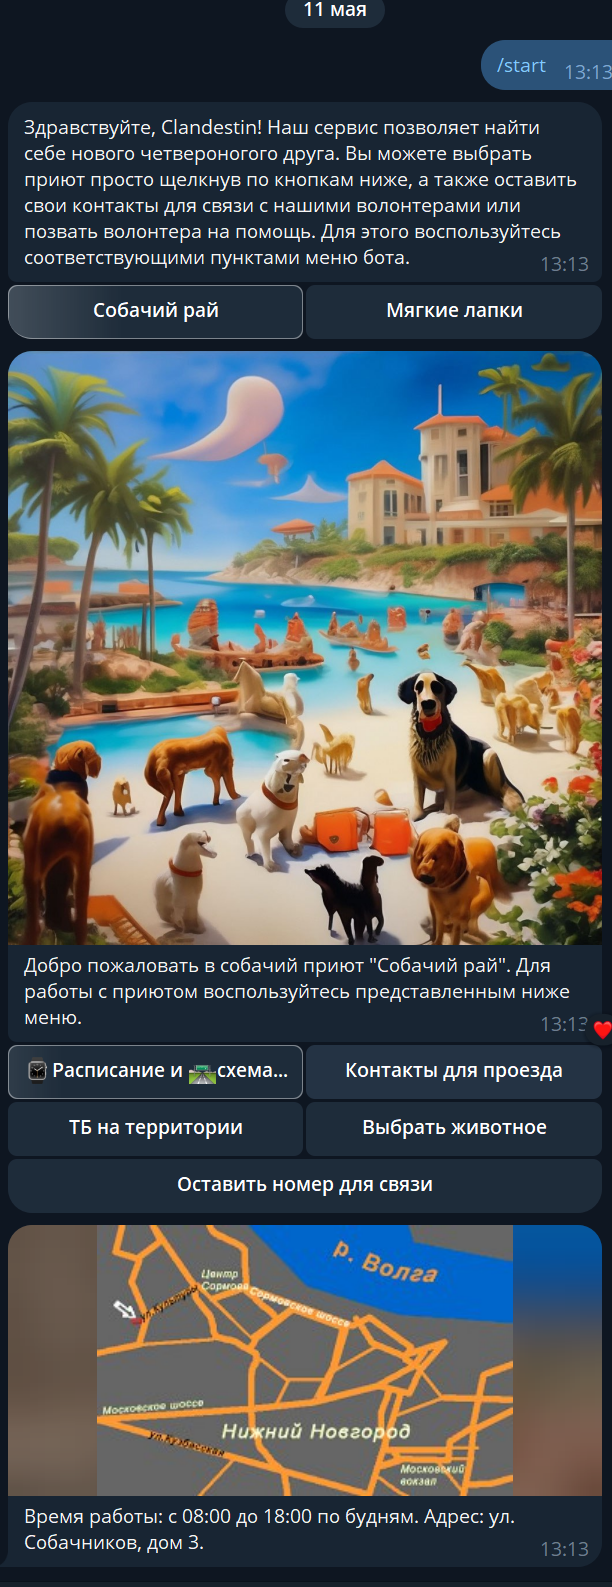 11 мая
/start 13:13
Здравствуйте, Clandestin! Наш сервис позволяет найти
себе нового четвероногого друга. Вы можете выбрать
приют просто щелкнув по кнопкам ниже, а также оставить
свои контакты для связи с нашими волонтерами или
позвать волонтера на помощь. Для этого воспользуйтесь
соответствующими пунктами меню бота.
13:13
Собачий рай
Мягкие лапки
Добро пожаловать в собачий приют "Собачий рай". Для
работы с приютом воспользуйтесь представленным ниже
меню.
13:13
Расписание и схема...
Контакты для проезда
ТБ на территории
Выбрать животное
Оставить номер для связи
р. Волга
Центр
Сормова
Сормовское шоссе
ул.Культуры
Московское шоссе
Нижний Новгород
ул.Кузбасская
Московский
вокзал
Время работы: с 08:00 до 18:00 по будням. Адрес: ул.
Собачников, дом 3.
13:13